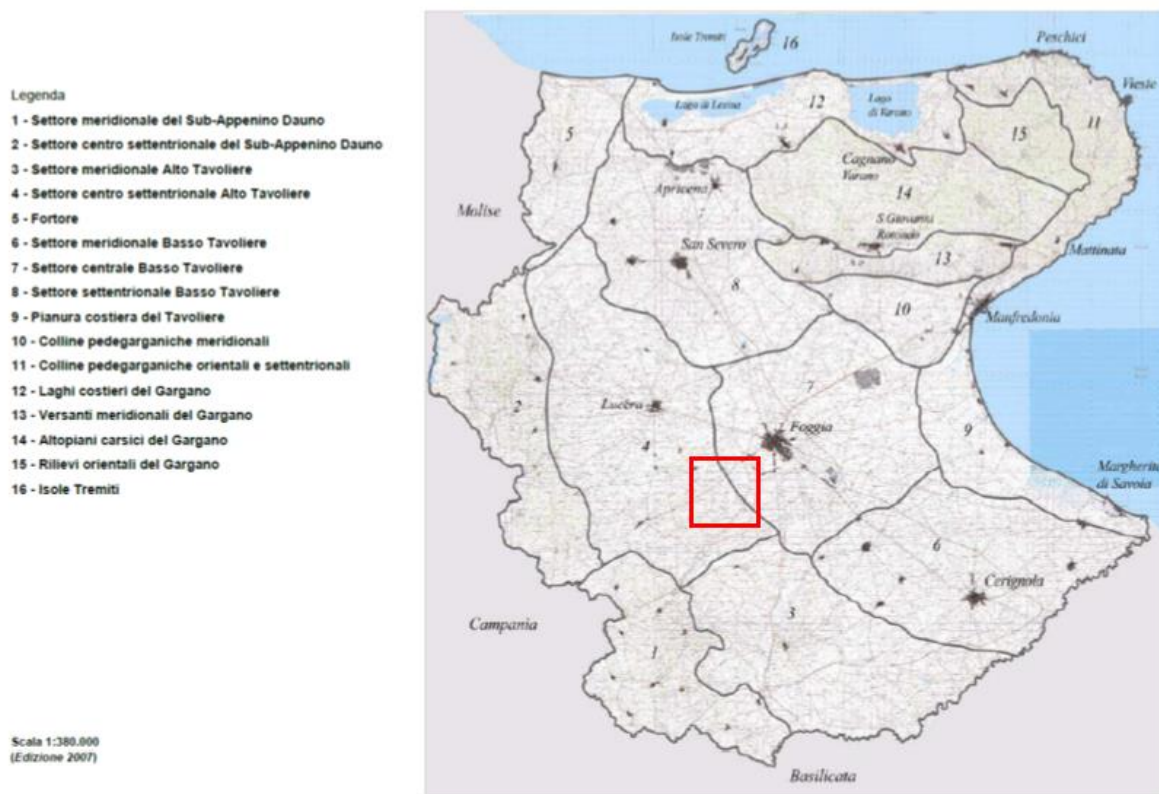 Legenda
1 - Settore meridionale del Sub-Appenino Dauno
2 - Settore centro settentrionale del Sub-Appenino Dauno
3 - Settore meridionale Alto Tavoliere
4 - Settore centro settentrionale Alto Tavoliere
5 - Fortore
6 - Settore meridionale Basso Tavoliere
7 - Settore centrale Basso Tavoliere
8 - Settore settentrionale Basso Tavoliere
9 - Pianura costiera del Tavoliere
10 - Colline pedegarganiche meridionali
11 - Colline pedegarganiche orientali e settentrionali
12 - Laghi costieri del Gargano
13 - Versanti meridionali del Gargano
14 - Altopiani carsici del Gargano
15 - Rilievi orientali del Gargano
16 - Isole Tremiti
Scala 1:380.000
(Edizione 2007)
Isole Tremiti
16
Peschici
Vieste
Lago di Lesina
12
Lago
di Varano
5
15
11
Cagnano
Varano
Apricena
14
Molise
S. Giovanni
Rotondo
San Severo
13
Mattinata
8
10
Manfredonia
7
2
Lucera
Foggia
9
4
Margherita
di Savoia
6
Cerignola
Campania
3
1
Basilicata